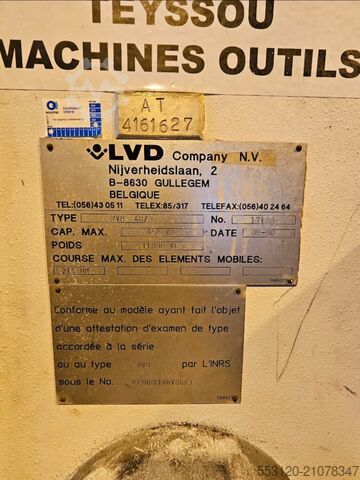 TEYSSOU
MACHINES OUTILS
AT
4161627
LVD Company N.V.
Nijverheidslaan, 2
B-8630 GULLEGEM
BELGIQUE
TEL:(056)43 05 11 TELEX:85/317 TELEFAX:(056)40 24 64
TYPE No.
CAP. MAX. DATE
POIDS
COURSE MAX. DES ELEMENTS MOBILES:
Conforme au modèle ayant fait l'objet
d'une attestation d'examen de type
accordée à la série
ou au type par L'INRS
sous le No.
553120-21078347